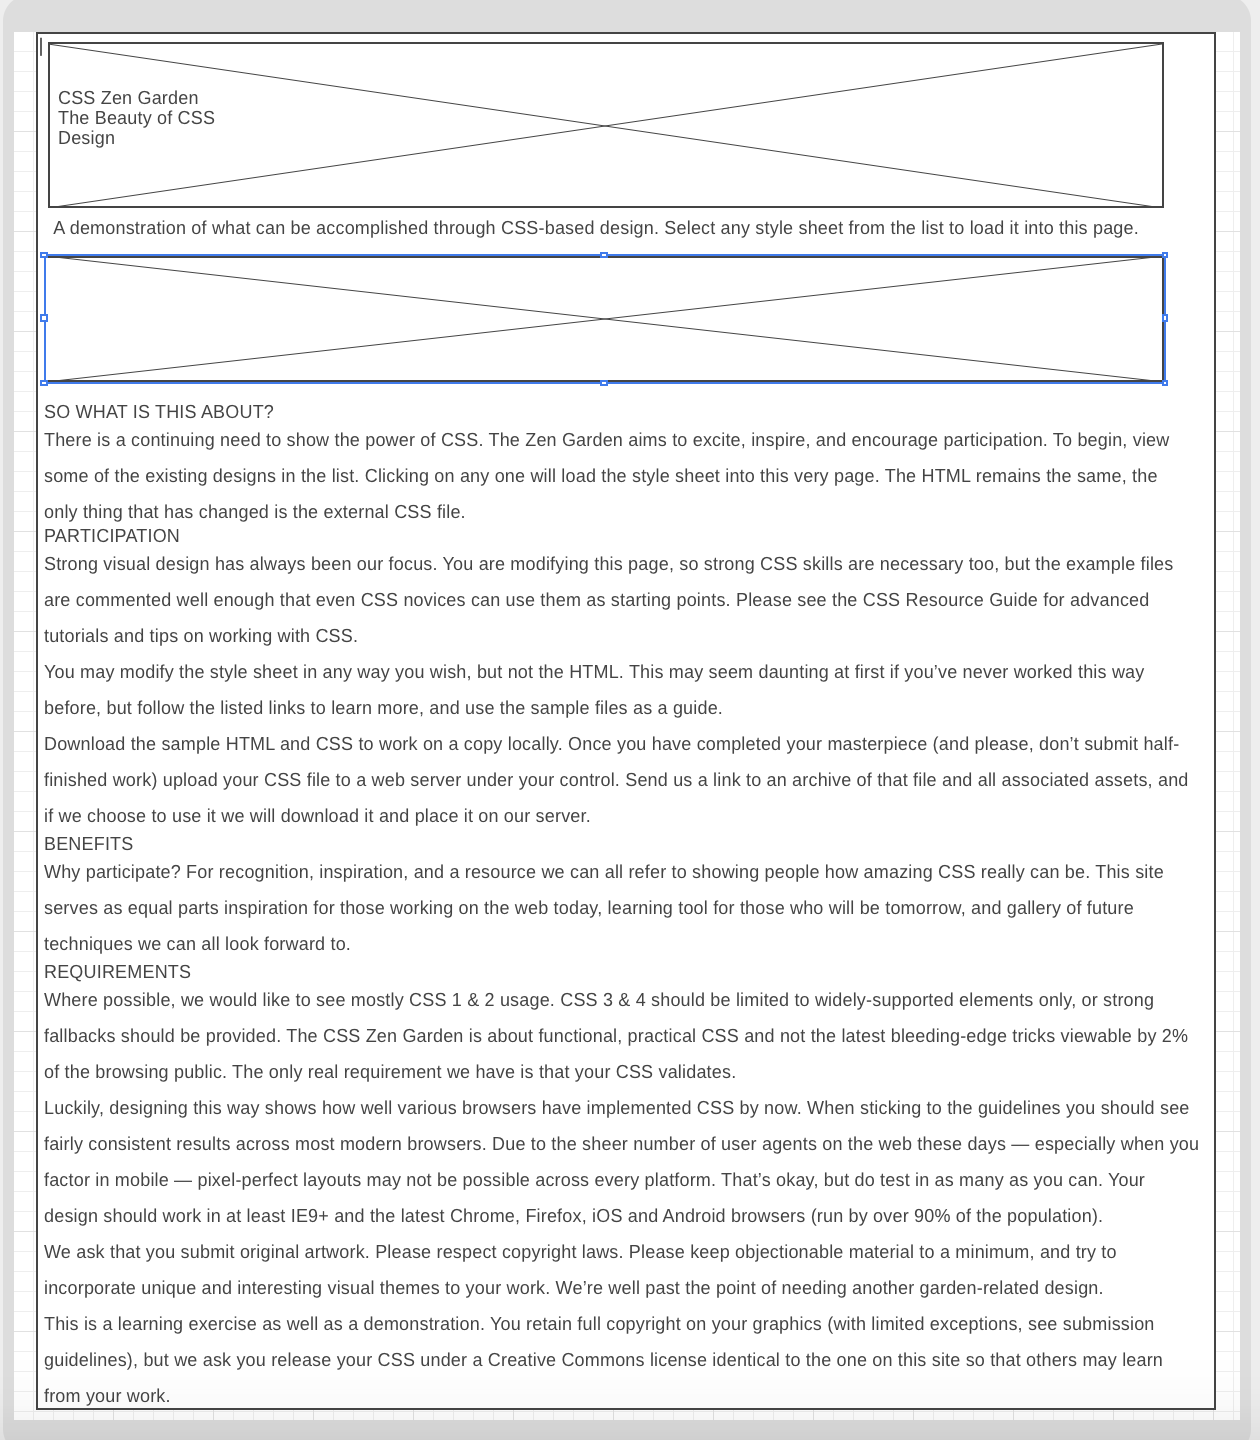 CSS Zen Garden
The Beauty of CSS
Design
A demonstration of what can be accomplished through CSS-based design. Select any style sheet from the list to load it into this page.
SO WHAT IS THIS ABOUT?
There is a continuing need to show the power of CSS. The Zen Garden aims to excite, inspire, and encourage participation. To begin, view
some of the existing designs in the list. Clicking on any one will load the style sheet into this very page. The HTML remains the same, the
only thing that has changed is the external CSS file.
PARTICIPATION
Strong visual design has always been our focus. You are modifying this page, so strong CSS skills are necessary too, but the example files
are commented well enough that even CSS novices can use them as starting points. Please see the CSS Resource Guide for advanced
tutorials and tips on working with CSS.
You may modify the style sheet in any way you wish, but not the HTML. This may seem daunting at first if you’ve never worked this way
before, but follow the listed links to learn more, and use the sample files as a guide.
Download the sample HTML and CSS to work on a copy locally. Once you have completed your masterpiece (and please, don’t submit half-
finished work) upload your CSS file to a web server under your control. Send us a link to an archive of that file and all associated assets, and
if we choose to use it we will download it and place it on our server.
BENEFITS
Why participate? For recognition, inspiration, and a resource we can all refer to showing people how amazing CSS really can be. This site
serves as equal parts inspiration for those working on the web today, learning tool for those who will be tomorrow, and gallery of future
techniques we can all look forward to.
REQUIREMENTS
Where possible, we would like to see mostly CSS 1 & 2 usage. CSS 3 & 4 should be limited to widely-supported elements only, or strong
fallbacks should be provided. The CSS Zen Garden is about functional, practical CSS and not the latest bleeding-edge tricks viewable by 2%
of the browsing public. The only real requirement we have is that your CSS validates.
Luckily, designing this way shows how well various browsers have implemented CSS by now. When sticking to the guidelines you should see
fairly consistent results across most modern browsers. Due to the sheer number of user agents on the web these days — especially when you
factor in mobile — pixel-perfect layouts may not be possible across every platform. That’s okay, but do test in as many as you can. Your
design should work in at least IE9+ and the latest Chrome, Firefox, iOS and Android browsers (run by over 90% of the population).
We ask that you submit original artwork. Please respect copyright laws. Please keep objectionable material to a minimum, and try to
incorporate unique and interesting visual themes to your work. We’re well past the point of needing another garden-related design.
This is a learning exercise as well as a demonstration. You retain full copyright on your graphics (with limited exceptions, see submission
guidelines), but we ask you release your CSS under a Creative Commons license identical to the one on this site so that others may learn
from your work.